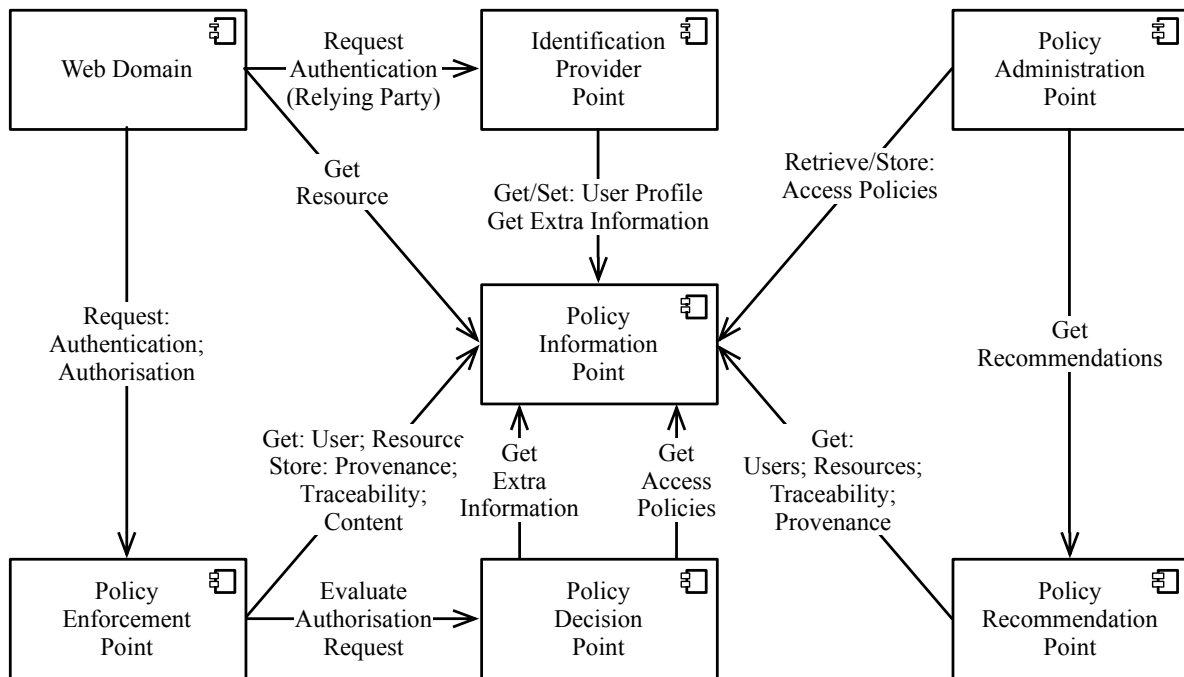 Web Domain
Request
Authentication
(Relying Party)
Identification
Provider
Point
Policy
Administration
Point
Get
Resource
Get/Set: User Profile
Get Extra Information
Retrieve/Store:
Access Policies
Request:
Authentication;
Authorisation
Policy
Information
Point
Get
Recommendations
Get: User; Resource
Store: Provenance;
Traceability;
Content
Get
Extra
Information
Get
Access
Policies
Get:
Users; Resources;
Traceability;
Provenance
Policy
Enforcement
Point
Evaluate
Authorisation
Request
Policy
Decision
Point
Policy
Recommendation
Point